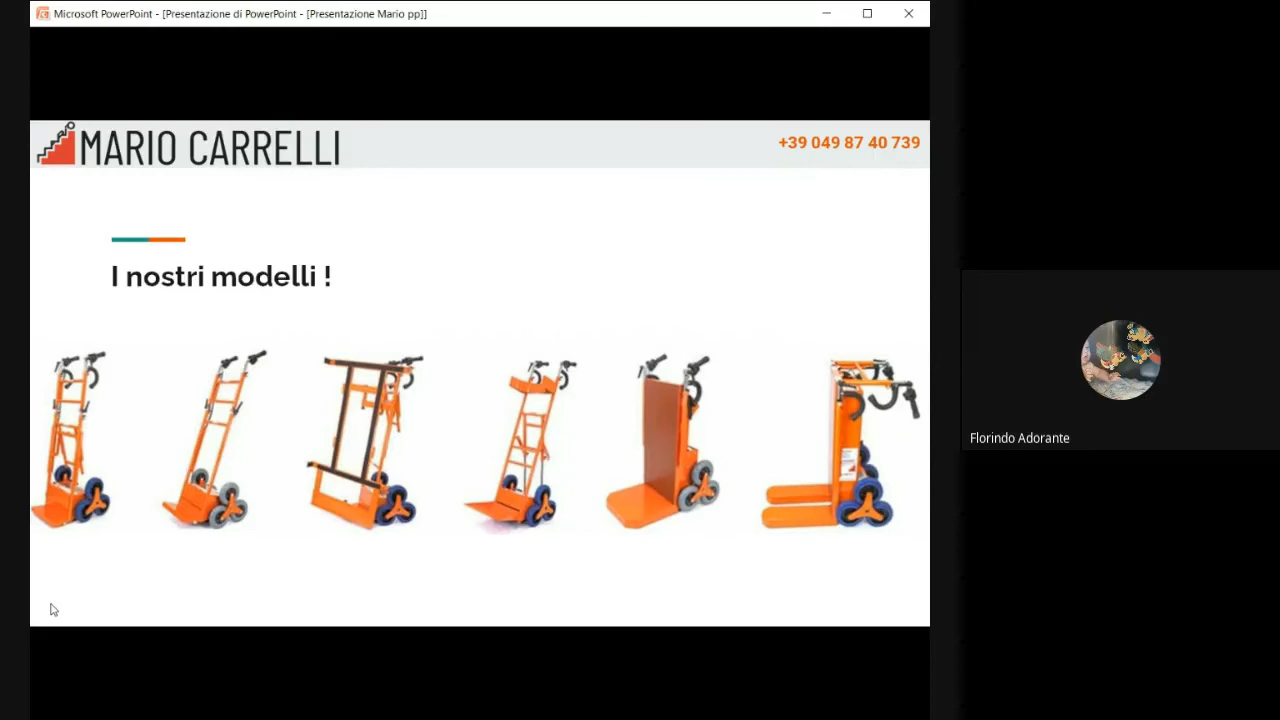 Microsoft PowerPoint - [Presentazione di PowerPoint - [Presentazione Mario pp]]
MARIO CARRELLI
+39 049 87 40 739
I nostri modelli !
Florindo Adorante